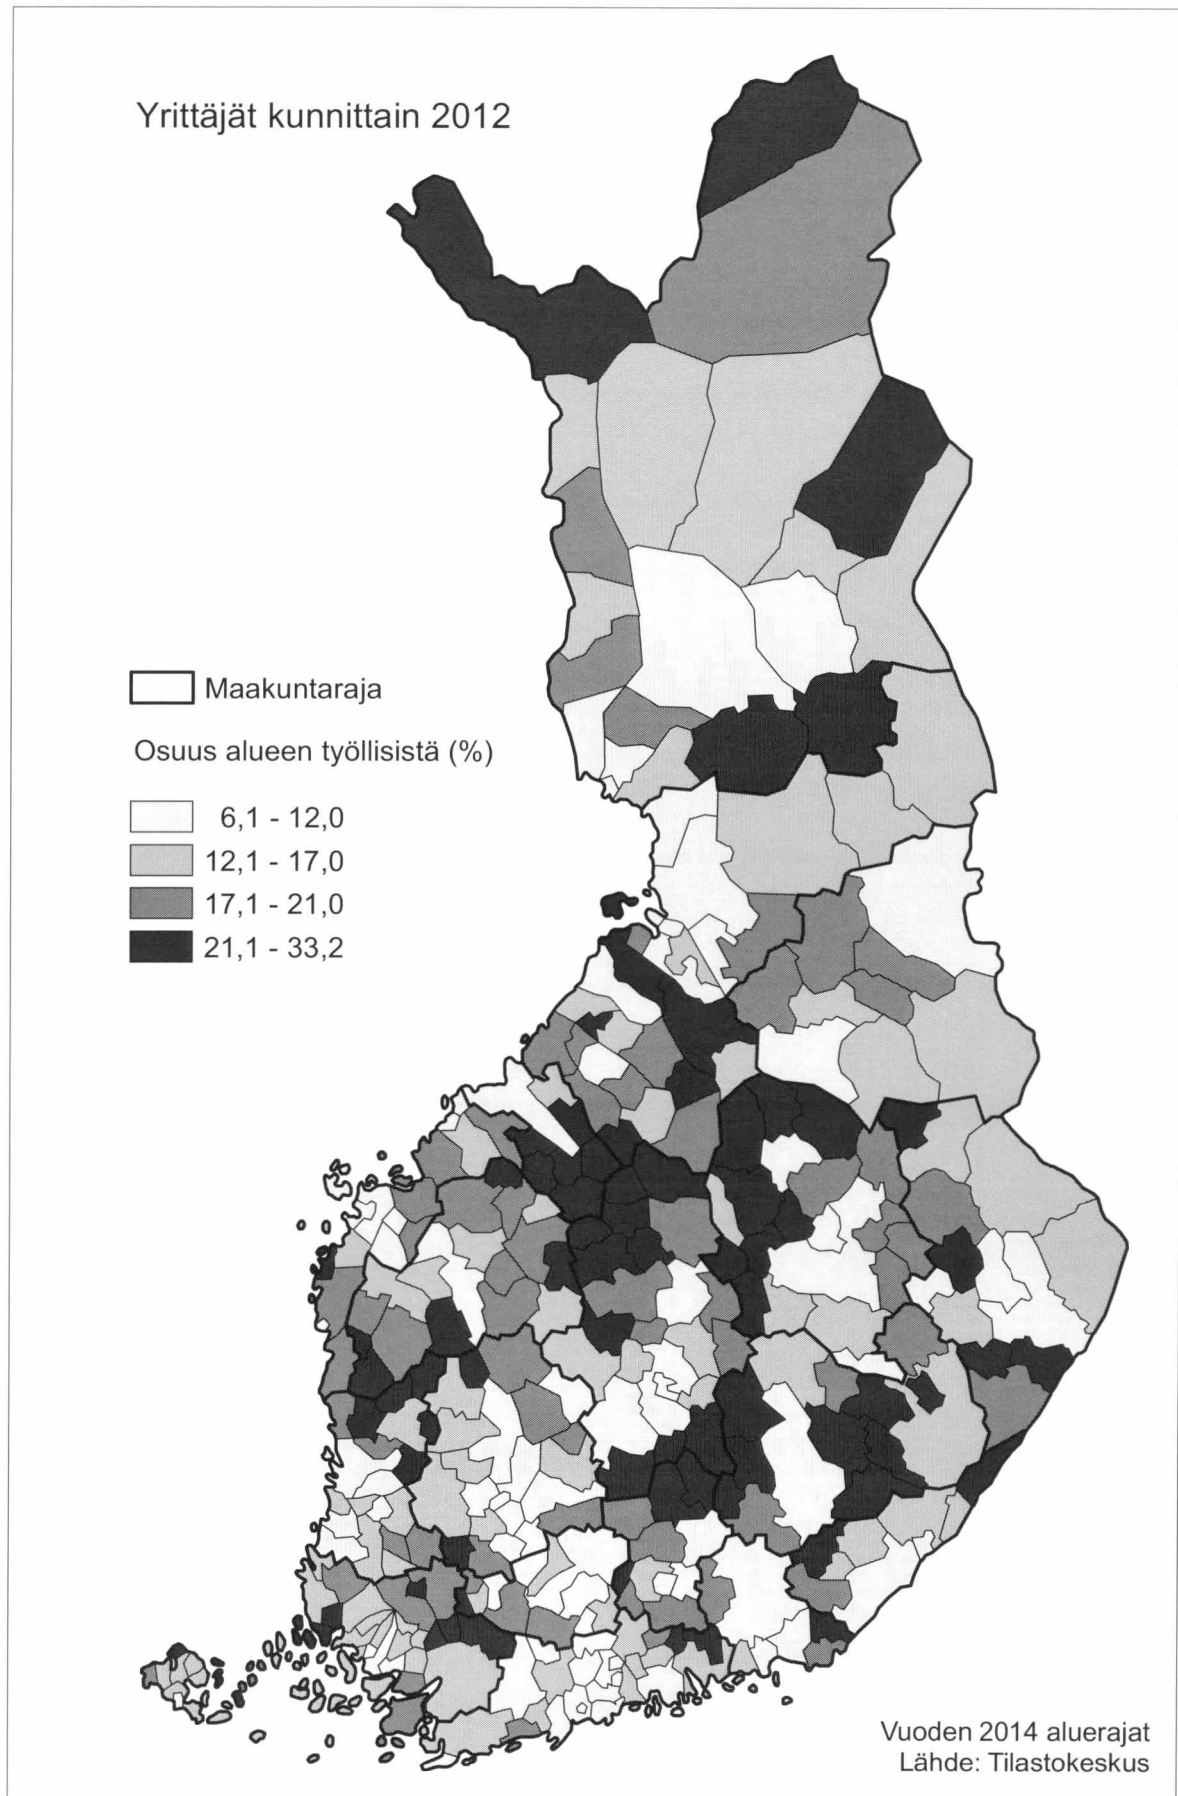 Yrittäjät kunnittain 2012
Maakuntaraja
Osuus alueen työllisistä (%)
6,1 - 12,0
12,1 - 17,0
17,1 - 21,0
21,1 - 33,2
Vuoden 2014 aluerajat
Lähde: Tilastokeskus